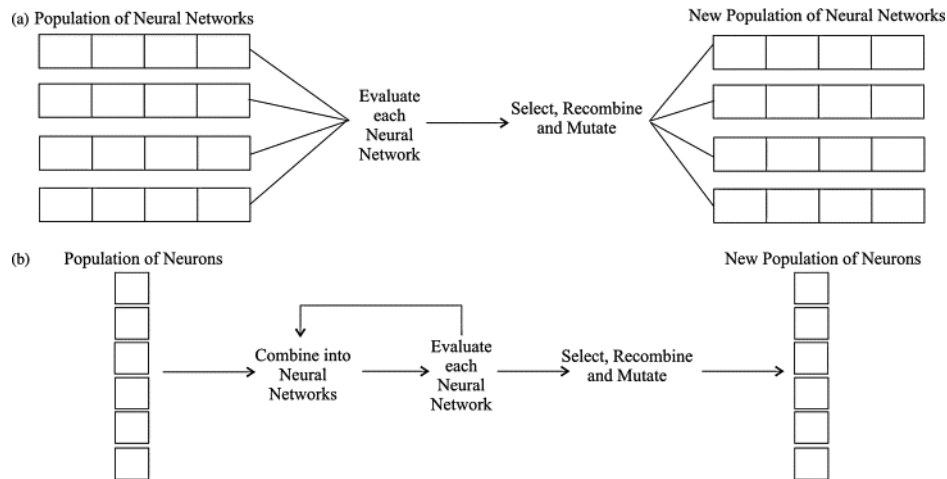 (a) Population of Neural Networks
New Population of Neural Networks
Evaluate
each
Neural
Network
Select, Recombine
and Mutate
(b) Population of Neurons
New Population of Neurons
Combine into
Neural
Networks
Evaluate
each
Neural
Network
Select, Recombine
and Mutate